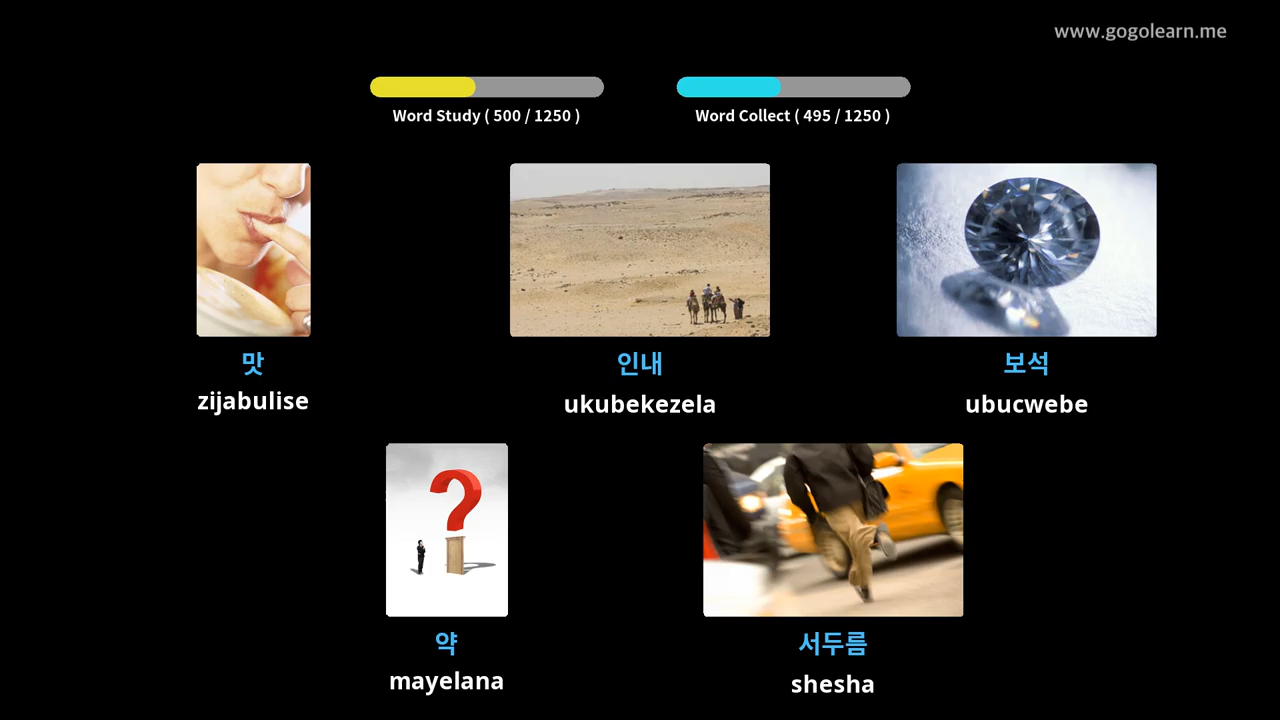 www.gogolearn.me
Word Study ( 500 / 1250 )
Word Collect ( 495 / 1250 )
맛
zijabulise
인내
ukubekezela
보석
ubucwebe
약
mayelana
서두름
shesha